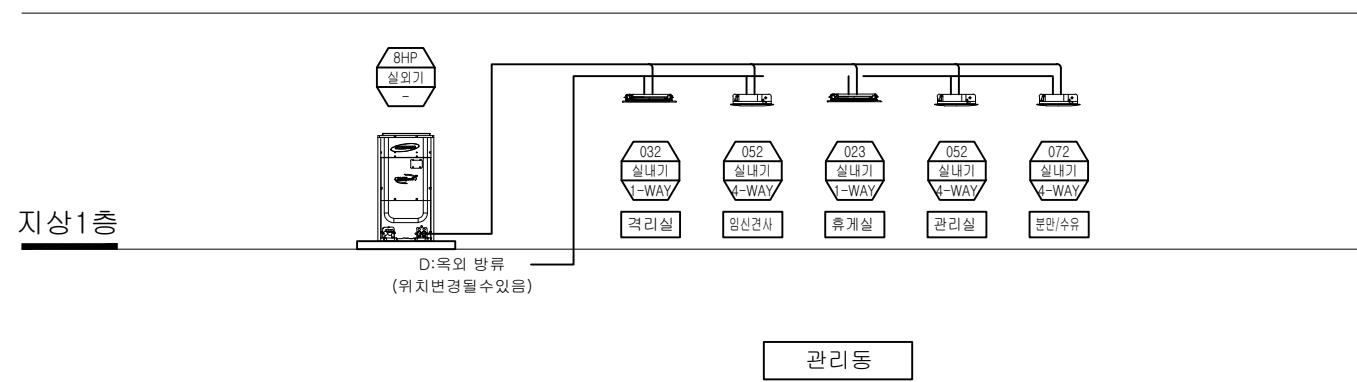 8HP
실외기
-
032
실내기
1-WAY
격리실
052
실내기
4-WAY
임신견사
023
실내기
1-WAY
휴게실
052
실내기
4-WAY
관리실
072
실내기
4-WAY
분만/수유
지상1층
D:옥외 방류
(위치변경될수있음)
관리동